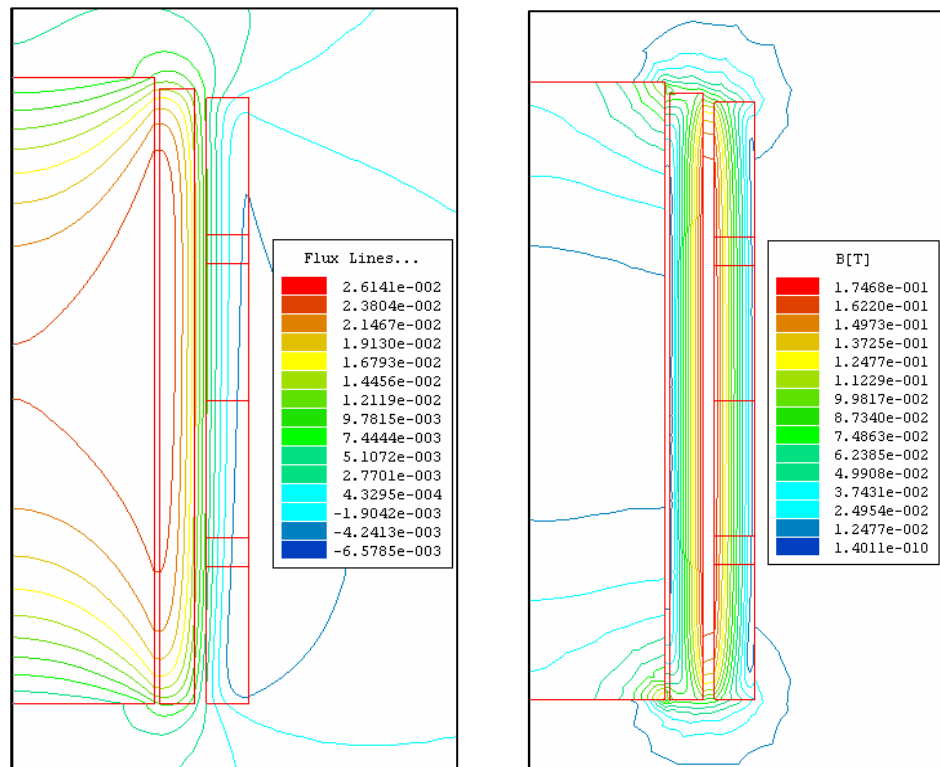 Flux Lines...
2.6141e-002
2.3804e-002
2.1467e-002
1.9130e-002
1.6793e-002
1.4456e-002
1.2119e-002
9.7815e-003
7.4444e-003
5.1072e-003
2.7701e-003
4.3295e-004
-1.9042e-003
-4.2413e-003
-6.5785e-003
B[T]
1.7468e-001
1.6220e-001
1.4973e-001
1.3725e-001
1.2477e-001
1.1229e-001
9.9817e-002
8.7340e-002
7.4863e-002
6.2385e-002
4.9908e-002
3.7431e-002
2.4954e-002
1.2477e-002
1.4011e-010